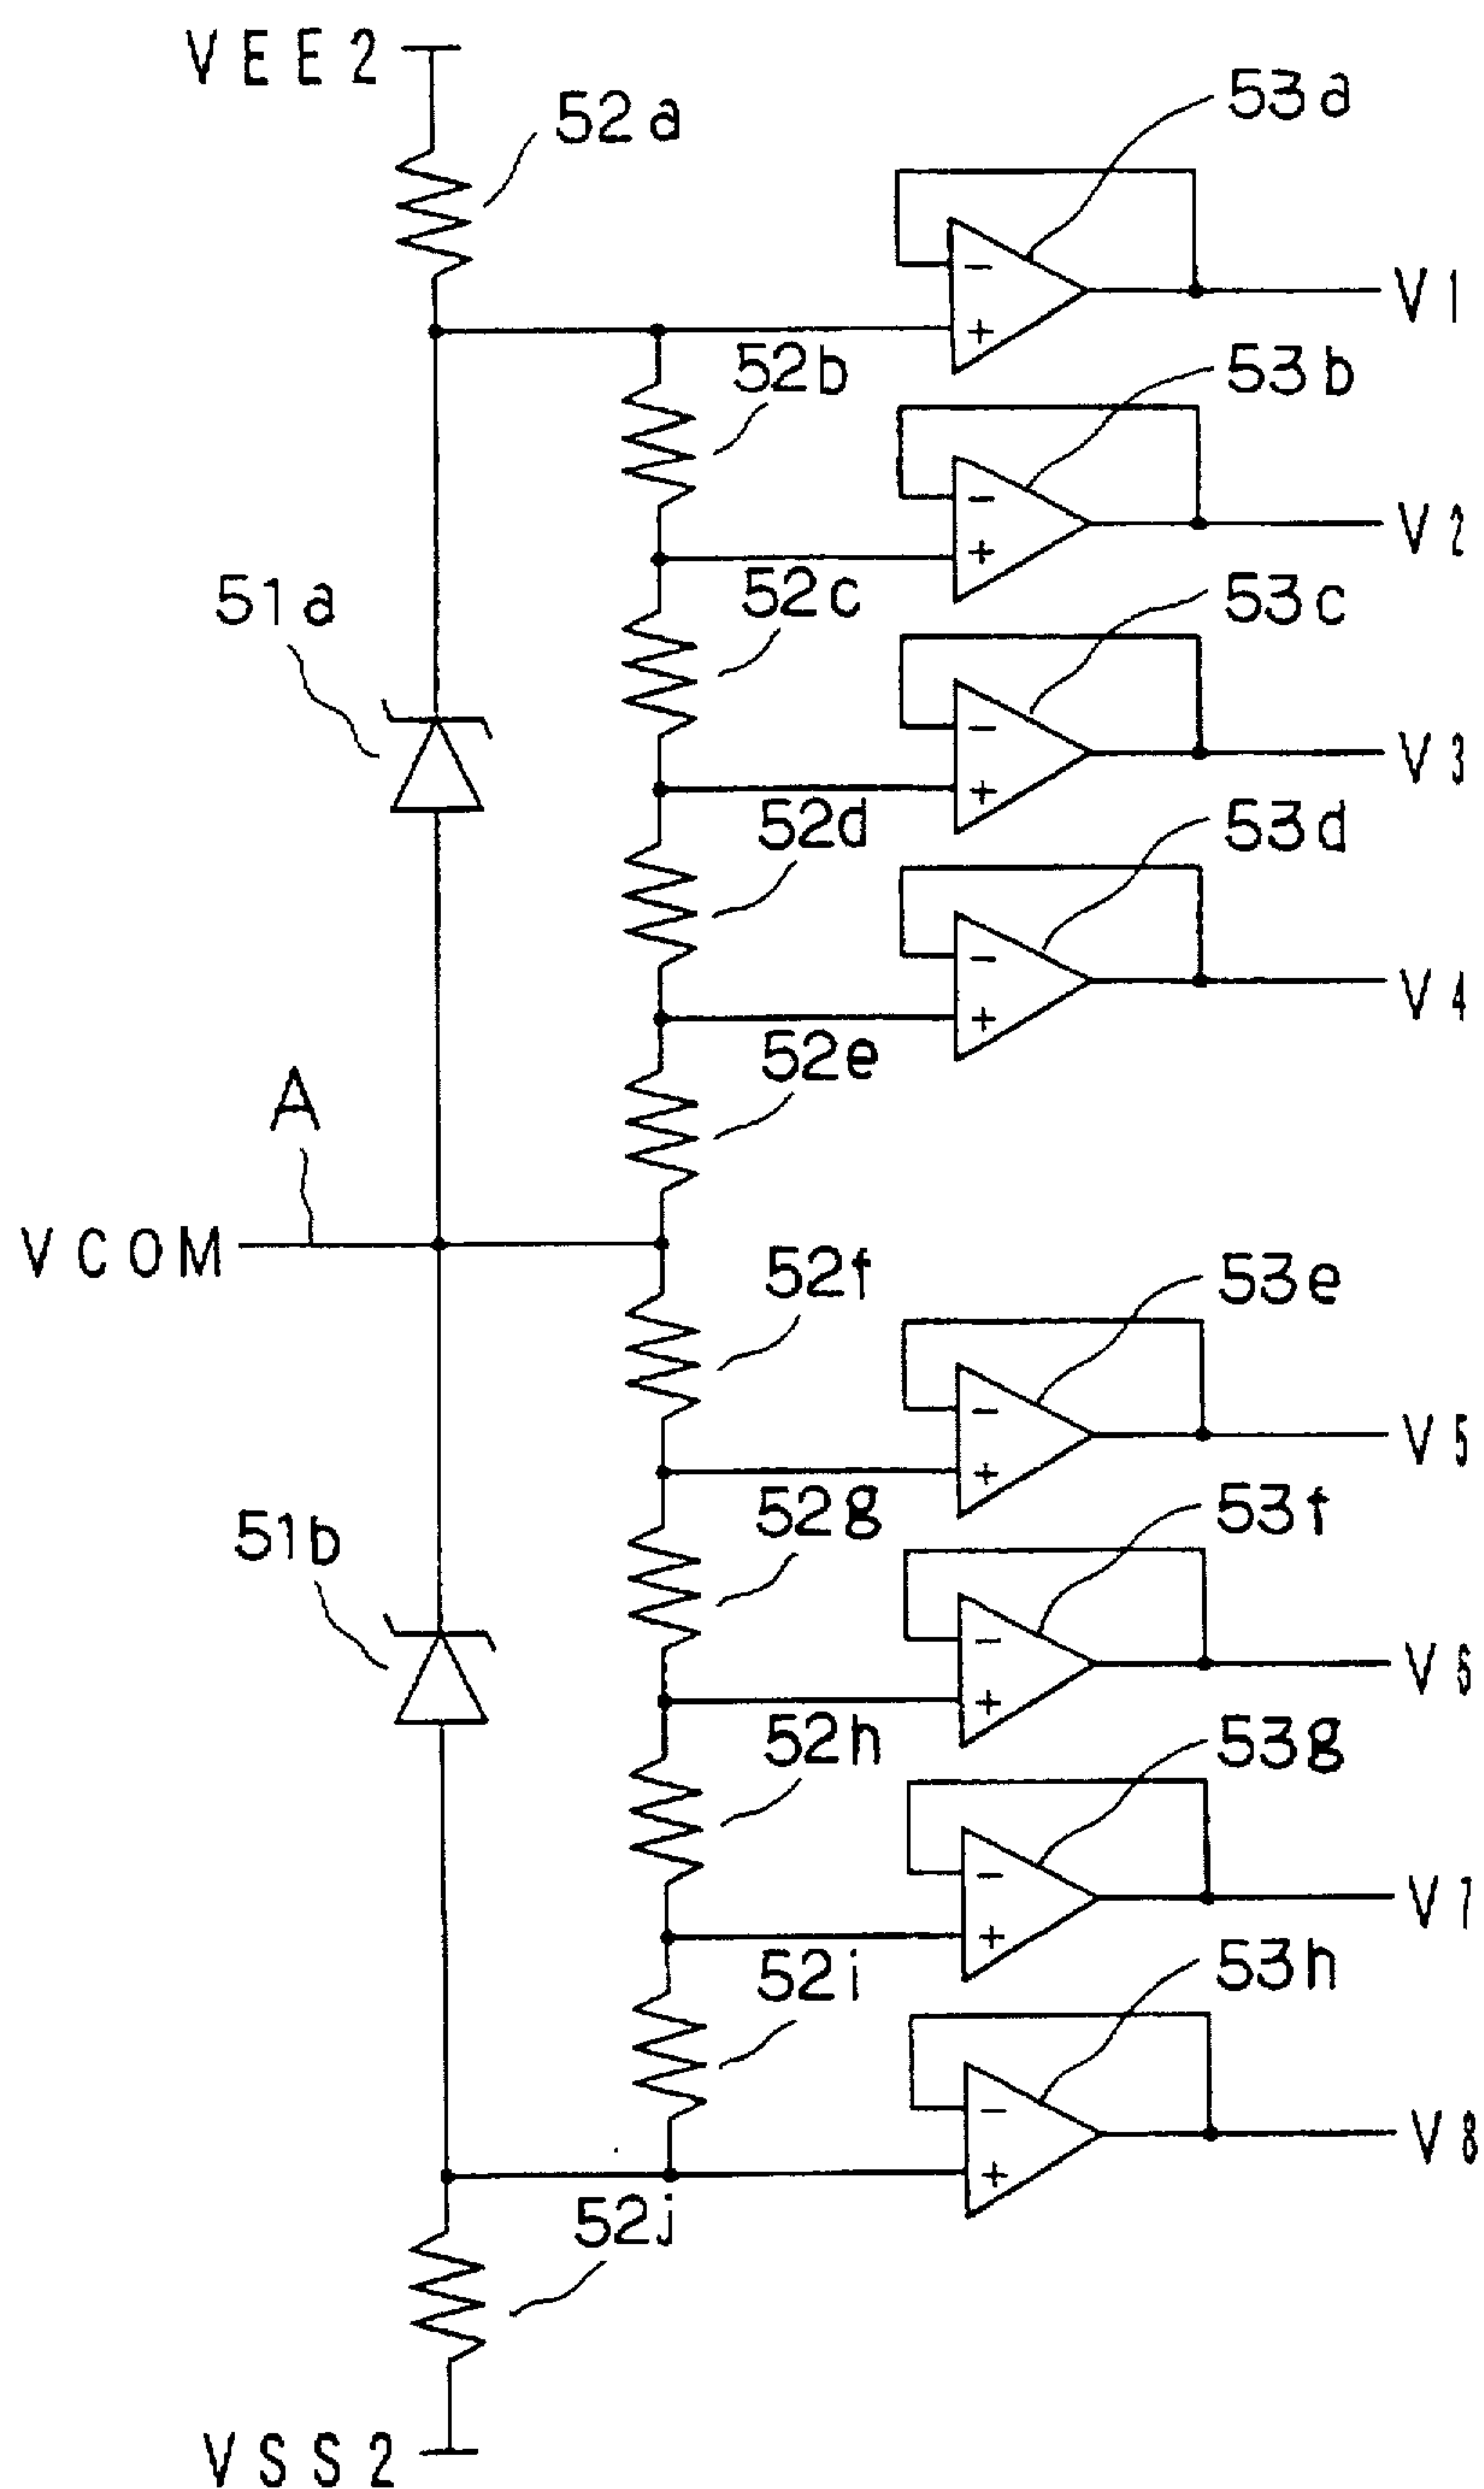 VEE2
52a
53a
V1
52b
53b
V2
51a
52c
53c
V3
52d
53d
V4
52e
A
VCOM
52f
53e
V5
51b
52g
53f
V6
52h
53g
V7
52i
53h
V8
52j
VSS2